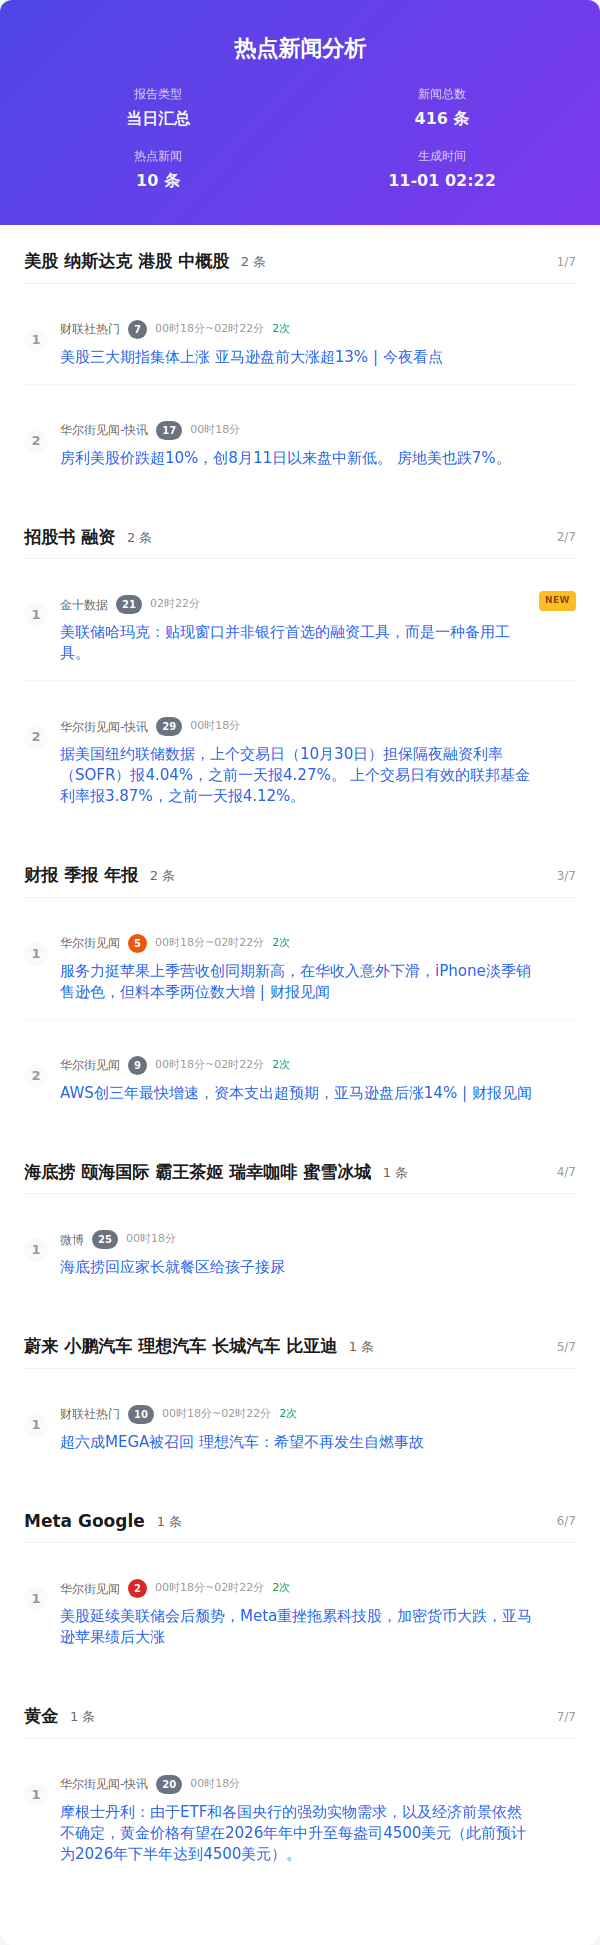 热点新闻分析
报告类型
新闻总数
当日汇总
416 条
热点新闻
生成时间
10 条
11-01 02:22
美股 纳斯达克 港股 中概股 2 条 1/7
1 财联社热门 7 00时18分~02时22分 2次
美股三大期指集体上涨 亚马逊盘前大涨超13% | 今夜看点
2 华尔街见闻-快讯 17 00时18分
房利美股价跌超10%，创8月11日以来盘中新低。 房地美也跌7%。
招股书 融资 2 条 2/7
1 金十数据 21 02时22分 NEW
美联储哈玛克：贴现窗口并非银行首选的融资工具，而是一种备用工
具。
2 华尔街见闻-快讯 29 00时18分
据美国纽约联储数据，上个交易日（10月30日）担保隔夜融资利率
（SOFR）报4.04%，之前一天报4.27%。 上个交易日有效的联邦基金
利率报3.87%，之前一天报4.12%。
财报 季报 年报 2 条 3/7
1 华尔街见闻 5 00时18分~02时22分 2次
服务力挺苹果上季营收创同期新高，在华收入意外下滑，iPhone淡季销
售逊色，但料本季两位数大增 | 财报见闻
2 华尔街见闻 9 00时18分~02时22分 2次
AWS创三年最快增速，资本支出超预期，亚马逊盘后涨14% | 财报见闻
海底捞 颐海国际 霸王茶姬 瑞幸咖啡 蜜雪冰城 1 条 4/7
1 微博 25 00时18分
海底捞回应家长就餐区给孩子接尿
蔚来 小鹏汽车 理想汽车 长城汽车 比亚迪 1 条 5/7
1 财联社热门 10 00时18分~02时22分 2次
超六成MEGA被召回 理想汽车：希望不再发生自燃事故
Meta Google 1 条 6/7
1 华尔街见闻 2 00时18分~02时22分 2次
美股延续美联储会后颓势，Meta重挫拖累科技股，加密货币大跌，亚马
逊苹果绩后大涨
黄金 1 条 7/7
1 华尔街见闻-快讯 20 00时18分
摩根士丹利：由于ETF和各国央行的强劲实物需求，以及经济前景依然
不确定，黄金价格有望在2026年年中升至每盎司4500美元（此前预计
为2026年下半年达到4500美元）。